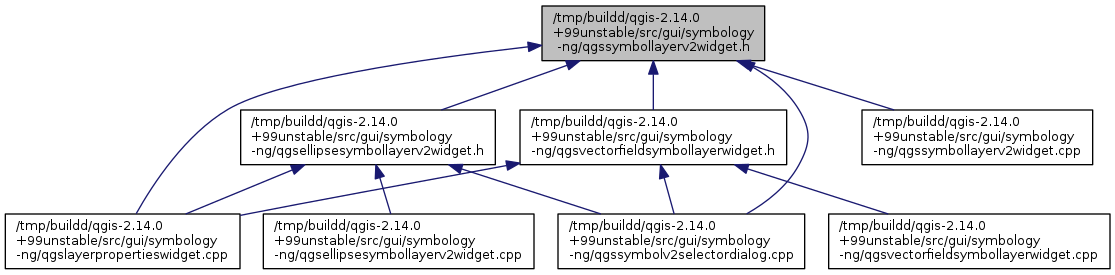 /tmp/buildd/qgis-2.14.0
+99unstable/src/gui/symbology
-ng/qgssymbollayerv2widget.h
/tmp/buildd/qgis-2.14.0
+99unstable/src/gui/symbology
-ng/qgsellipsesymbollayerv2widget.h
/tmp/buildd/qgis-2.14.0
+99unstable/src/gui/symbology
-ng/qgsvectorfieldsymbollayerwidget.h
/tmp/buildd/qgis-2.14.0
+99unstable/src/gui/symbology
-ng/qgssymbollayerv2widget.cpp
/tmp/buildd/qgis-2.14.0
+99unstable/src/gui/symbology
-ng/qgslayerpropertieswidget.cpp
/tmp/buildd/qgis-2.14.0
+99unstable/src/gui/symbology
-ng/qgsellipsesymbollayerv2widget.cpp
/tmp/buildd/qgis-2.14.0
+99unstable/src/gui/symbology
-ng/qgssymbolv2selectordialog.cpp
/tmp/buildd/qgis-2.14.0
+99unstable/src/gui/symbology
-ng/qgsvectorfieldsymbollayerwidget.cpp